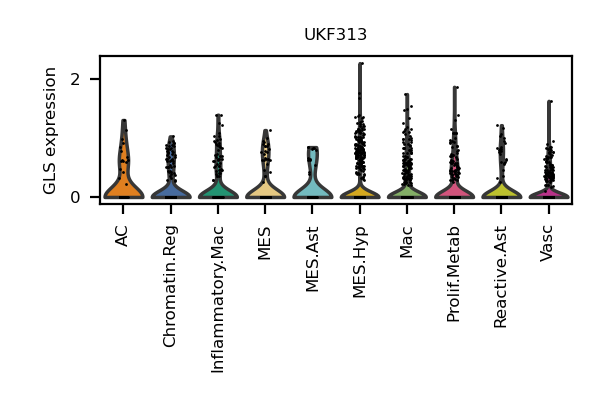 UKF313
GLS expression
2
0
AC
Chromatin.Reg
Inflammatory.Mac
MES
MES.Ast
MES.Hyp
Mac
Prolif.Metab
Reactive.Ast
Vasc